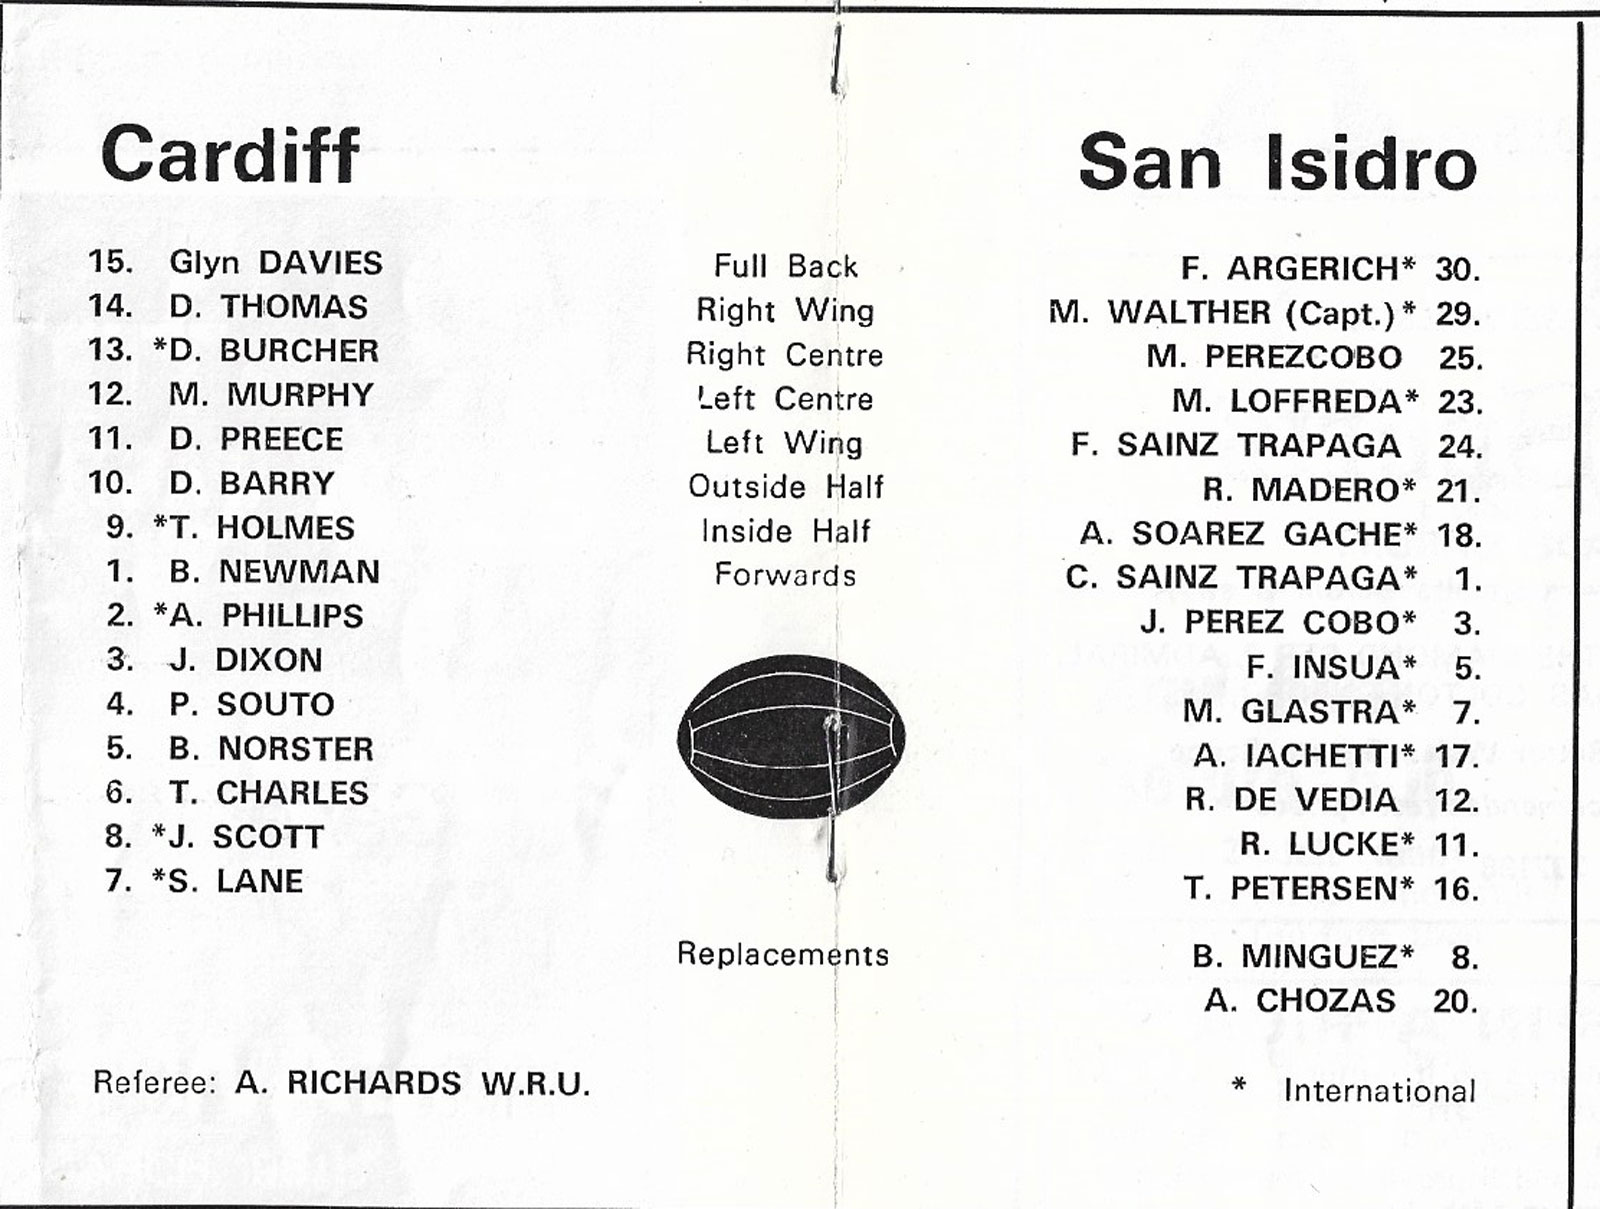 Cardiff San Isidro
15. Glyn DAVIES Full Back F. ARGERICH* 30.
14. D. THOMAS Right Wing M. WALTHER (Capt.)* 29.
13. *D. BURCHER Right Centre M. PEREZCOBO 25.
12. M. MURPHY Left Centre M. LOFFREDA* 23.
11. D. PREECE Left Wing F. SAINZ TRAPAGA 24.
10. D. BARRY Outside Half R. MADERO* 21.
9. *T. HOLMES Inside Half A. SOAREZ GACHE* 18.
1. B. NEWMAN Forwards C. SAINZ TRAPAGA* 1.
2. *A. PHILLIPS J. PEREZ COBO* 3.
3. J. DIXON F. INSUA* 5.
4. P. SOUTO M. GLASTRA* 7.
5. B. NORSTER A. IACHETTI* 17.
6. T. CHARLES R. DE VEDIA 12.
8. *J. SCOTT R. LUCKE* 11.
7. *S. LANE T. PETERSEN* 16.
Replacements B. MINGUEZ* 8.
A. CHOZAS 20.
Referee: A. RICHARDS W.R.U. * International